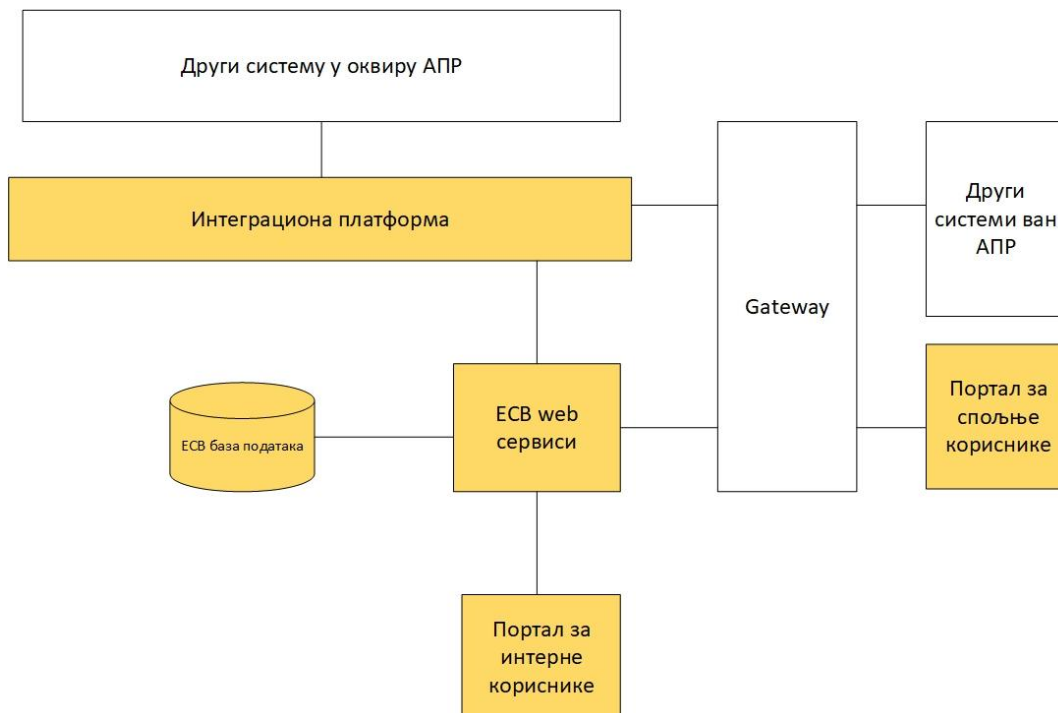 Други систему у оквиру АПР
Интеграциона платформа
Gateway
Други
системи ван
АПР
ЕСВ база података
ЕСВ web
сервиси
Портал за
спољње
кориснике
Портал за
интерне
кориснике